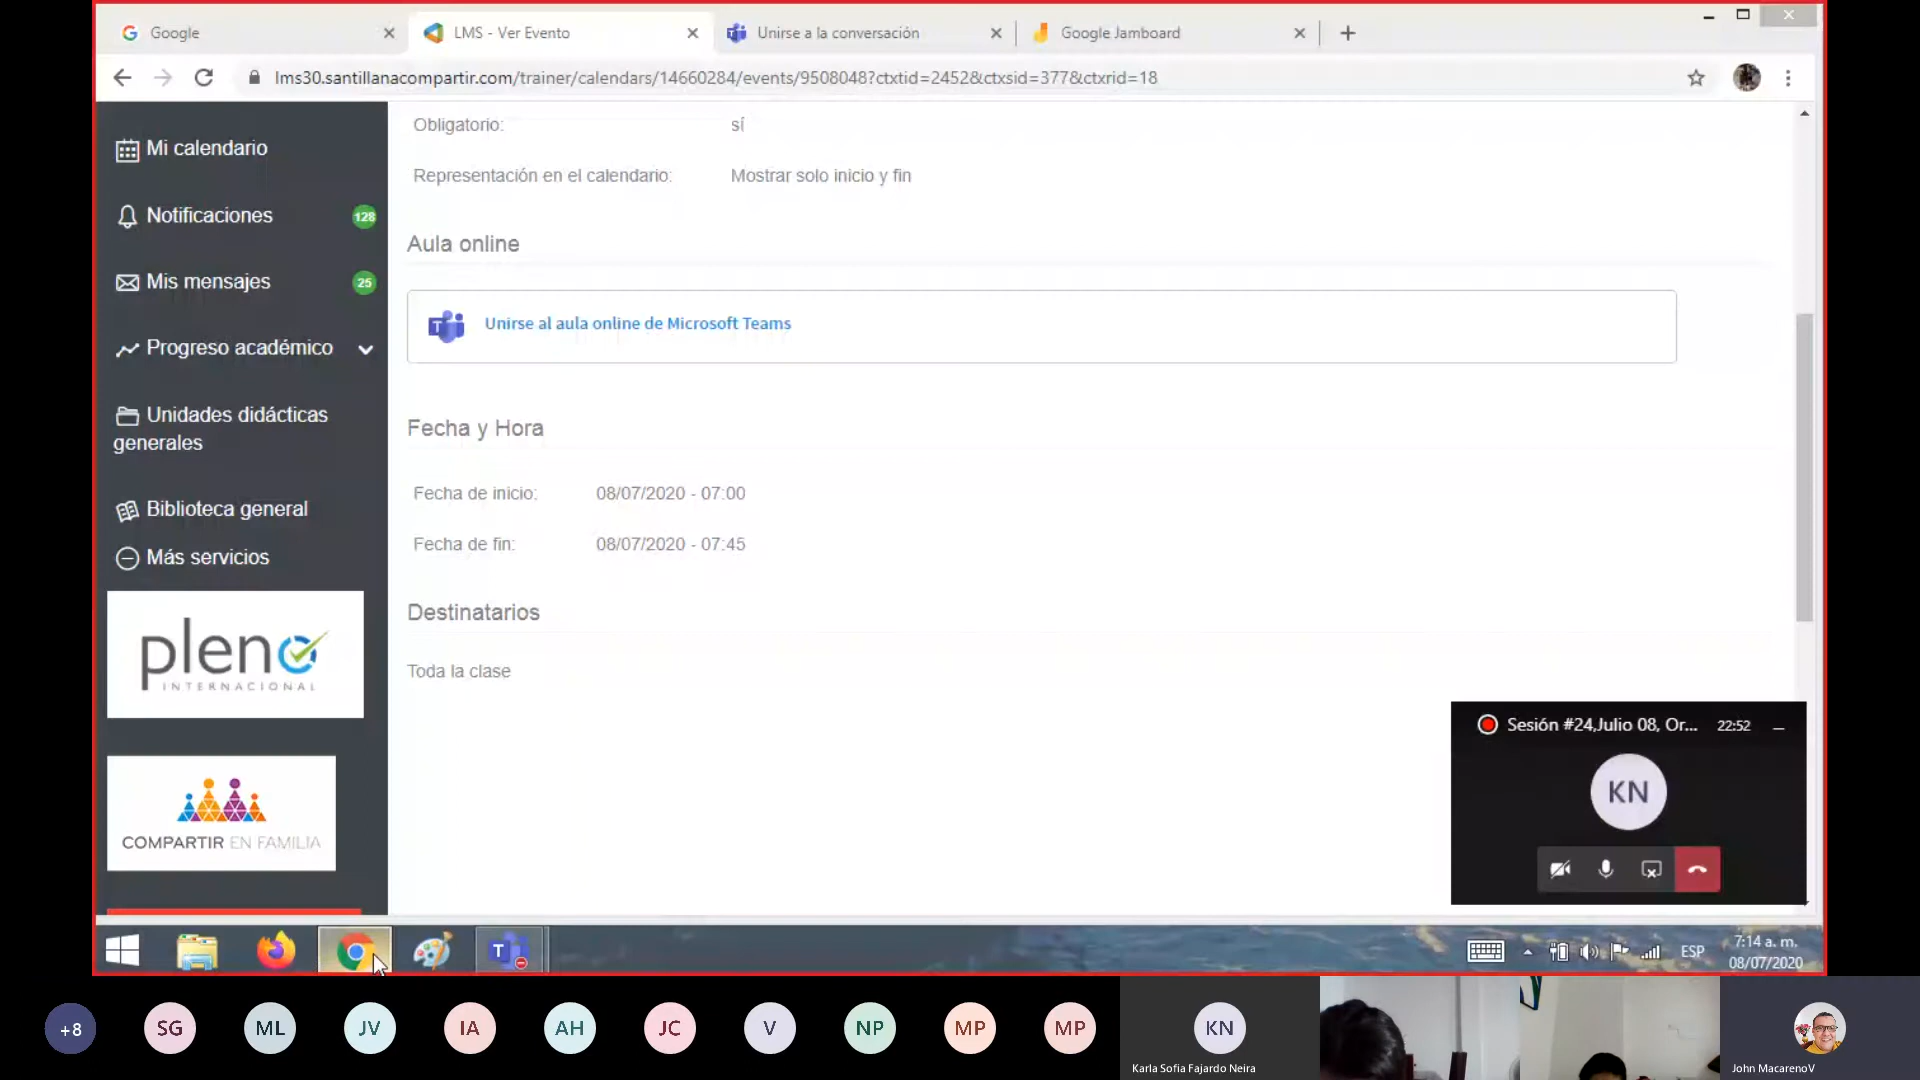 Google
LMS - Ver Evento
Unirse a la conversación
Google Jamboard
lms30.santillanacompartir.com/trainer/calendars/14660284/events/9508048?ctxtid=2452&ctxsid=377&ctxrid=18
Mi calendario
Notificaciones 128
Mis mensajes 25
Progreso académico
Unidades didácticas
generales
Biblioteca general
Más servicios
pleno
INTERNACIONAL
COMPARTIR EN FAMILIA
Obligatorio: sí
Representación en el calendario: Mostrar solo inicio y fin
Aula online
Unirse al aula online de Microsoft Teams
Fecha y Hora
Fecha de inicio: 08/07/2020 - 07:00
Fecha de fin: 08/07/2020 - 07:45
Destinatarios
Toda la clase
Sesión #24,Julio 08, Or... 22:52
KN
T
ESP
7:14 a. m.
08/07/2020
+8
SG
ML
JV
IA
AH
JC
V
NP
MP
MP
KN
Karla Sofia Fajardo Neira
John MacarenoV